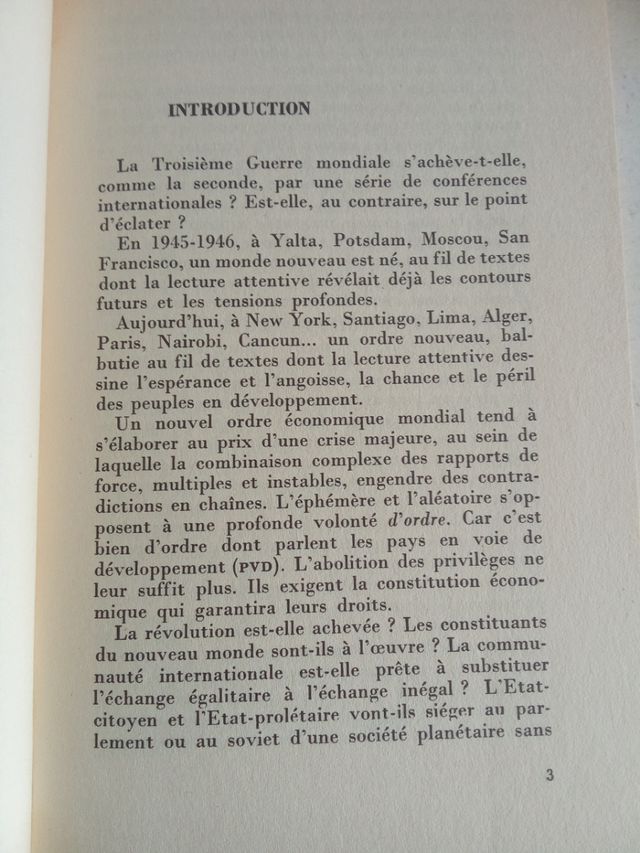 INTRODUCTION
La Troisième Guerre mondiale s'achève-t-elle,
comme la seconde, par une série de conférences
internationales ? Est-elle, au contraire, sur le point
d'éclater ?
En 1945-1946, à Yalta, Potsdam, Moscou, San
Francisco, un monde nouveau est né, au fil de textes
dont la lecture attentive révélait déjà les contours
futurs et les tensions profondes.
Aujourd'hui, à New York, Santiago, Lima, Alger,
Paris, Nairobi, Cancun... un ordre nouveau, bal-
butie au fil de textes dont la lecture attentive des-
sine l'espérance et l'angoisse, la chance et le péril
des peuples en développement.
Un nouvel ordre économique mondial tend à
s'élaborer au prix d'une crise majeure, au sein de
laquelle la combinaison complexe des rapports de
force, multiples et instables, engendre des contra-
dictions en chaînes. L'éphémère et l'aléatoire s'op-
posent à une profonde volonté d'ordre. Car c'est
bien d'ordre dont parlent les pays en voie de
développement (PVD). L'abolition des privilèges ne
leur suffit plus. Ils exigent la constitution écono-
mique qui garantira leurs droits.
La révolution est-elle achevée ? Les constituants
du nouveau monde sont-ils à l'œuvre ? La commu-
nauté internationale est-elle prête à substituer
l'échange égalitaire à l'échange inégal ? L'Etat-
citoyen et l'Etat-prolétaire vont-ils siéger au par-
lement ou au soviet d'une société planétaire sans
3